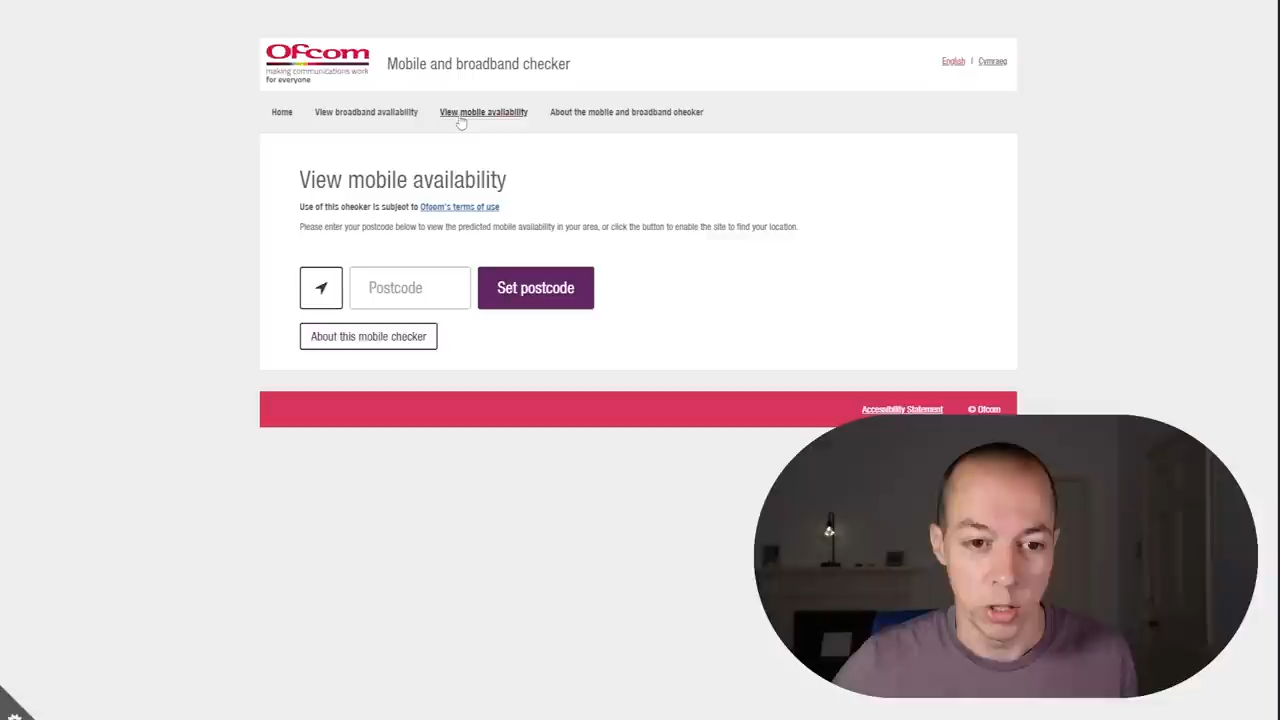 Ofcom
making communications work
for everyone
Mobile and broadband checker
English | Cymraeg
Home
View broadband availability
View mobile availability
About the mobile and broadband checker
View mobile availability
Use of this checker is subject to Ofcom's terms of use
Please enter your postcode below to view the predicted mobile availability in your area, or click the button to enable the site to find your location.
Postcode
Set postcode
About this mobile checker
Accessibility Statement
© Ofcom